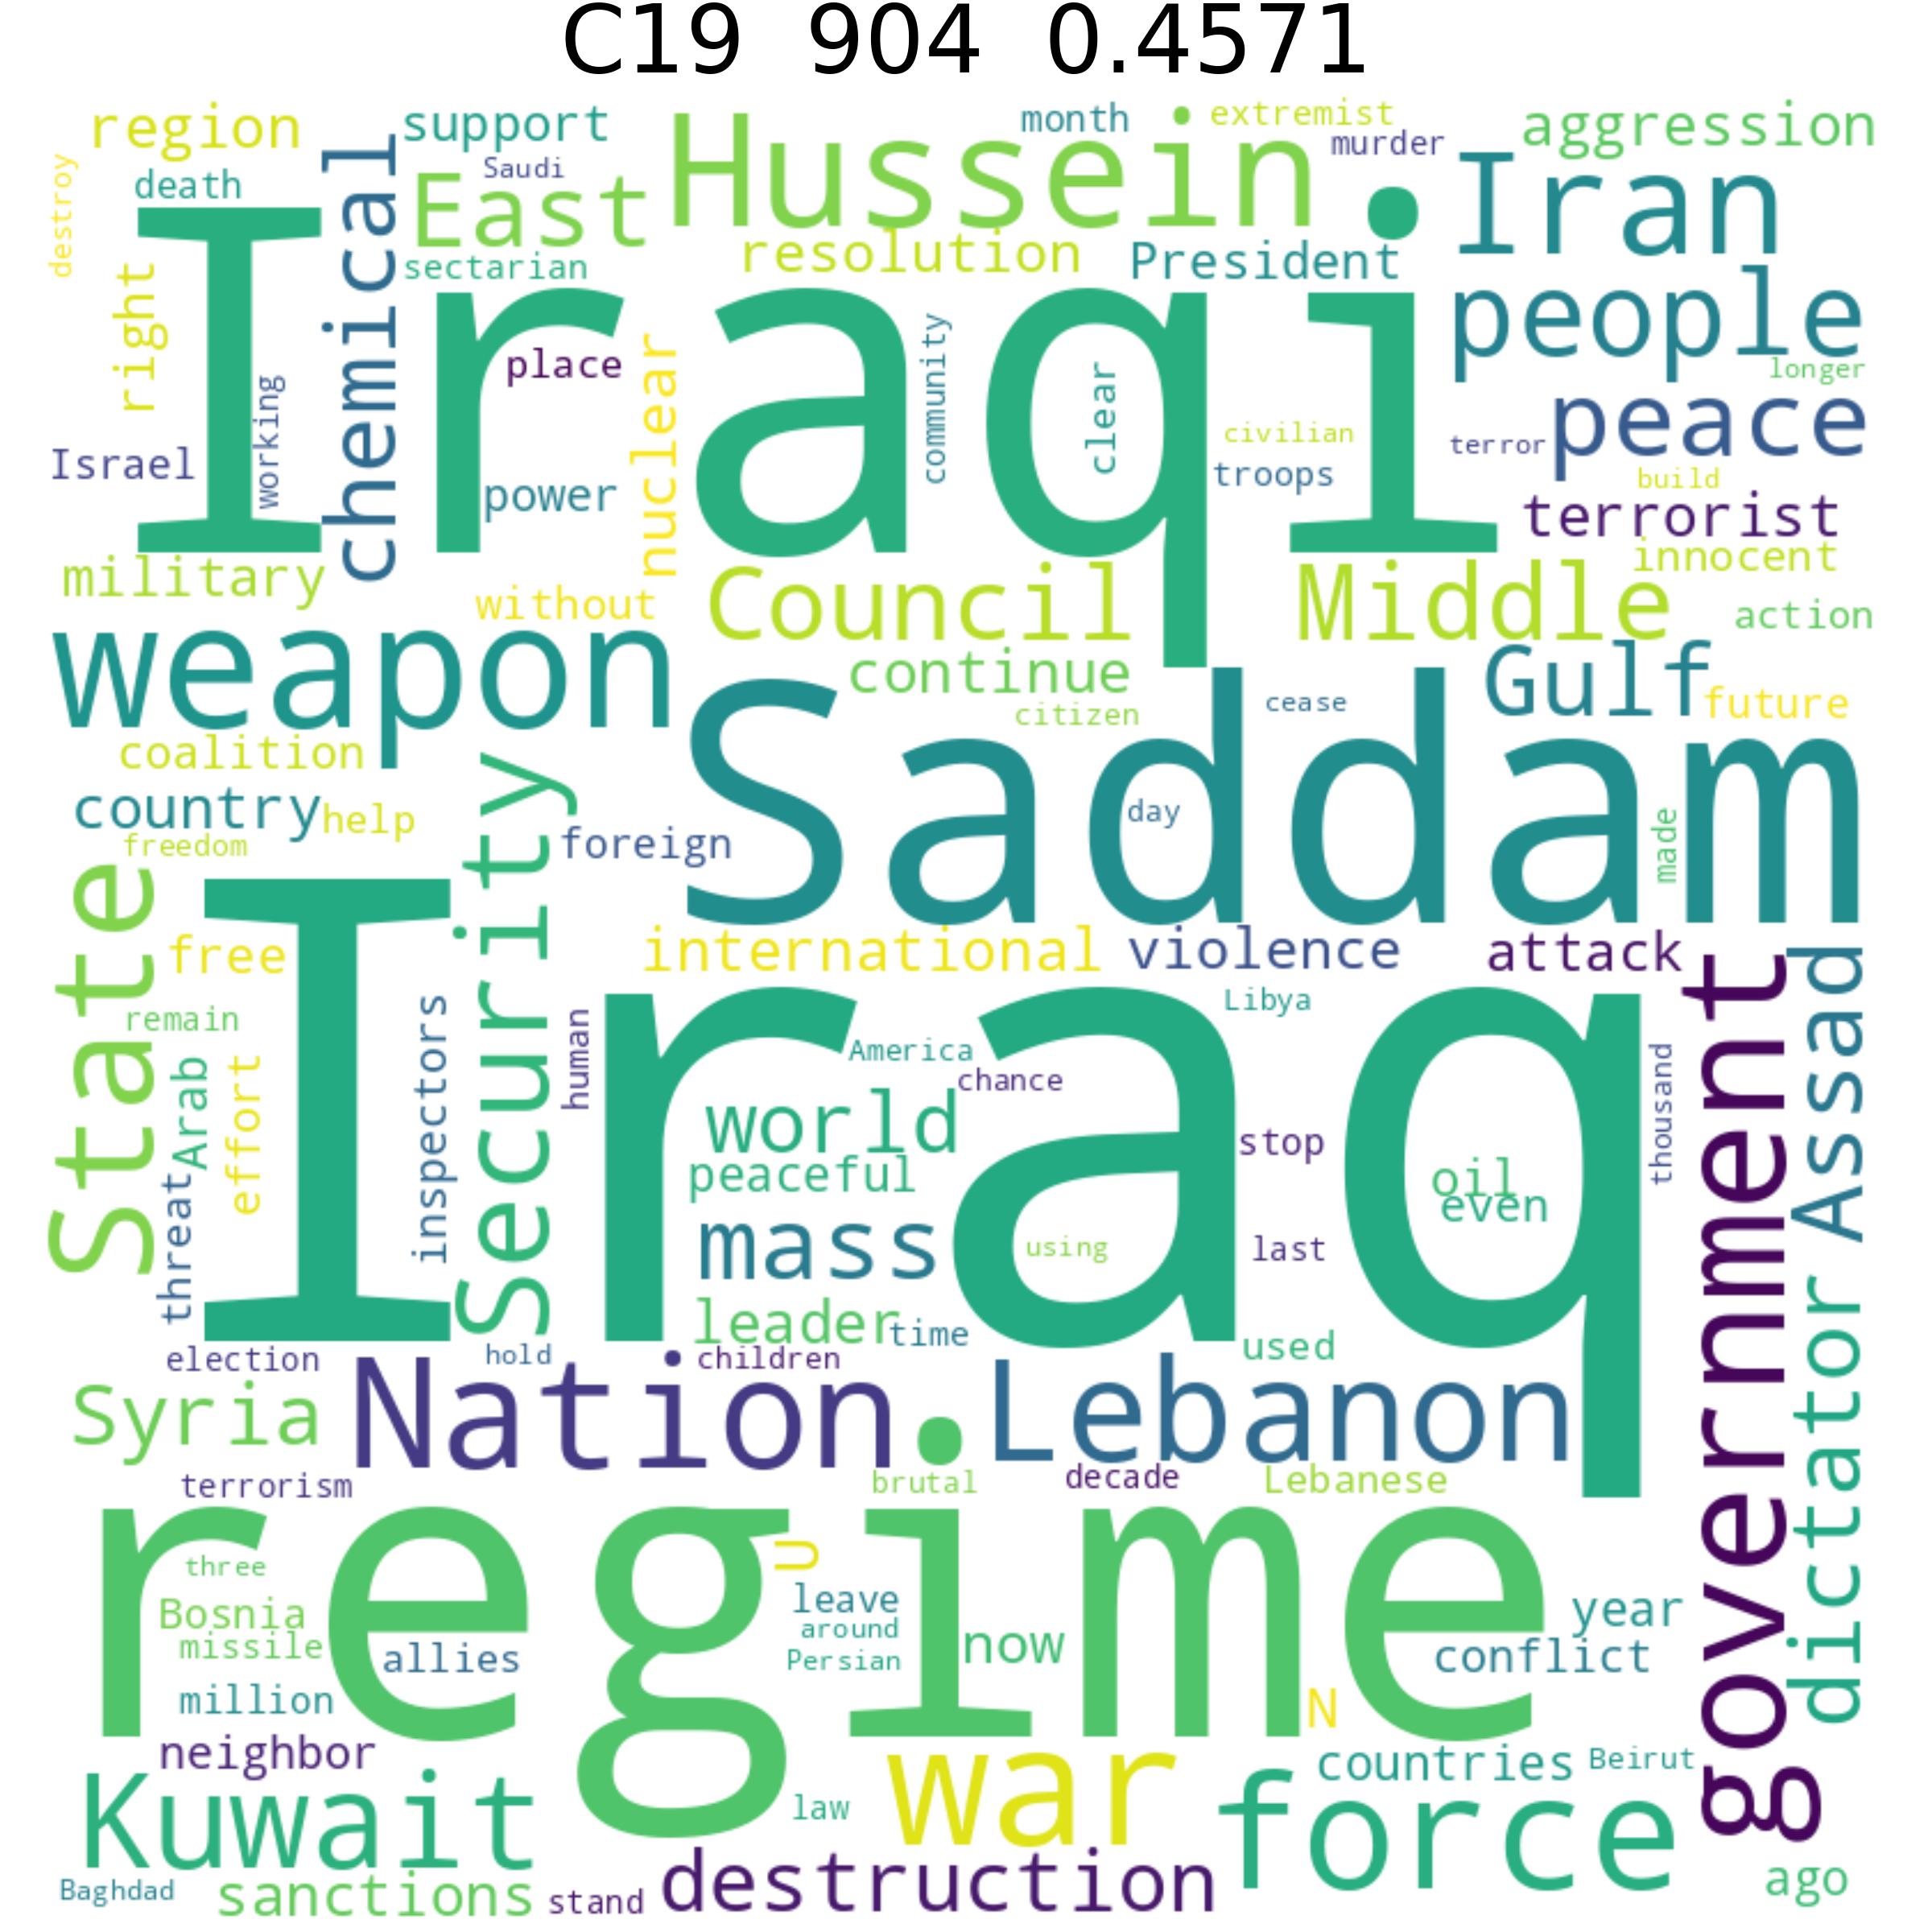 C19 904 0.4571
region
support
month
extremist
aggression
destroy
death
chemical
Saudi
East
Hussein
murder
Iran
sectarian
resolution
President
people
right
Iraqi
place
nuclear
community
clear
civilian
longer
Israel
working
power
troops
terror
peace
build
terrorist
military
without
Council
Middle
innocent
action
weapon
continue
Gulf
future
citizen
cease
coalition
Saddam
country
help
Security
foreign
day
made
freedom
State
free
international
violence
attack
government
Assad
remain
Iraq
inspectors
human
Libya
Arab
effort
America
chance
thousand
world
stop
peaceful
oil
even
threat
mass
using
last
leader
time
used
dictator
election
hold
children
Syria
Nation
Lebanon
terrorism
brutal
decade
Lebanese
regime
three
U
Bosnia
leave
year
missile
allies
around
now
conflict
Persian
million
N
neighbor
war
countries
Beirut
Kuwait
law
force
Baghdad
sanctions
stand
destruction
ago